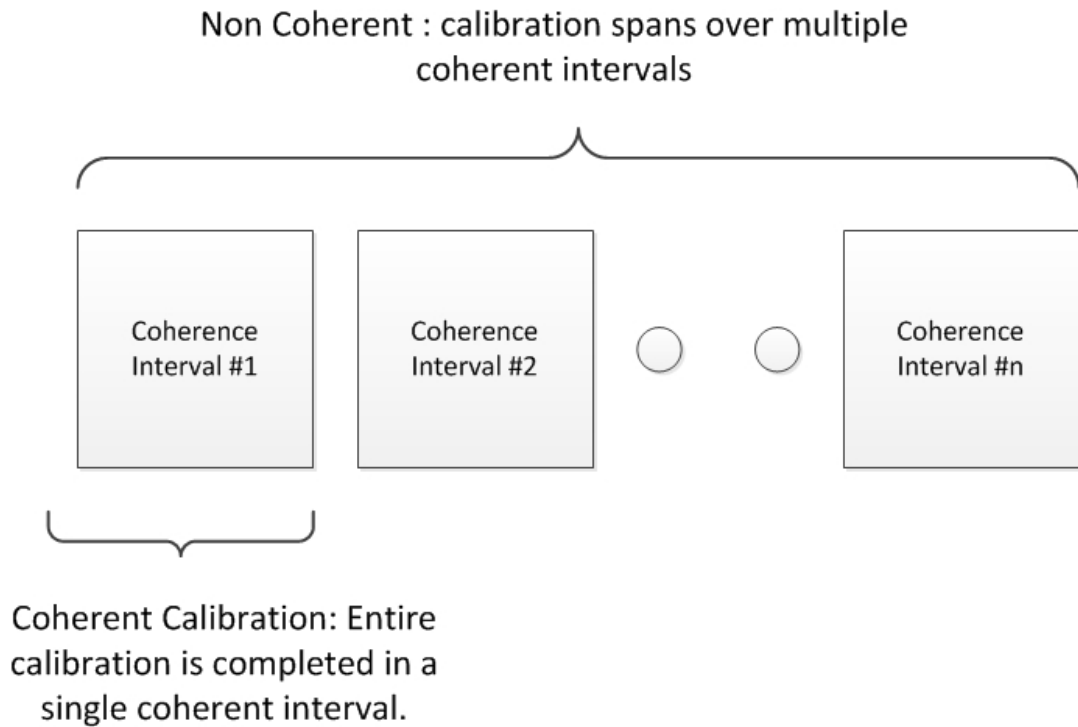 Non Coherent : calibration spans over multiple
coherent intervals
Coherence
Interval #1
Coherence
Interval #2
Coherence
Interval #n
Coherent Calibration: Entire
calibration is completed in a
single coherent interval.